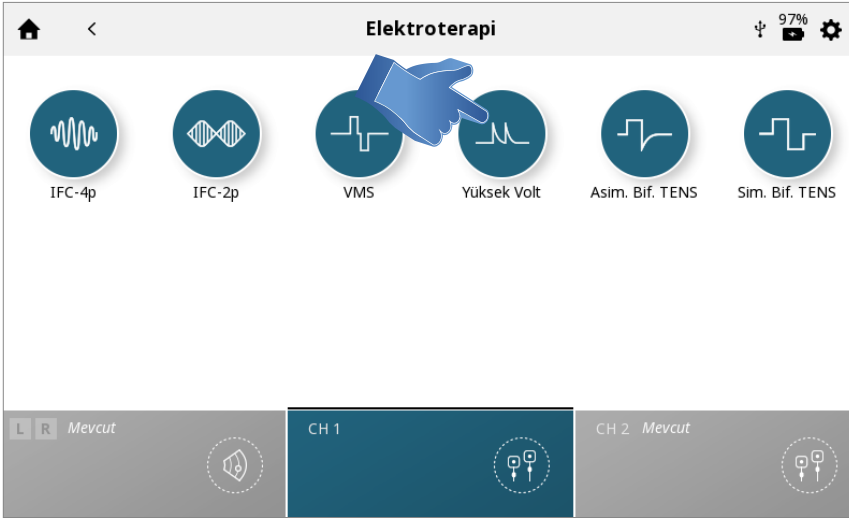 Elektroterapi
97%
IFC-4p
IFC-2p
VMS
Yüksek Volt
Asim. Bif. TENS
Sim. Bif. TENS
L R Mevcut
CH 1
CH 2 Mevcut